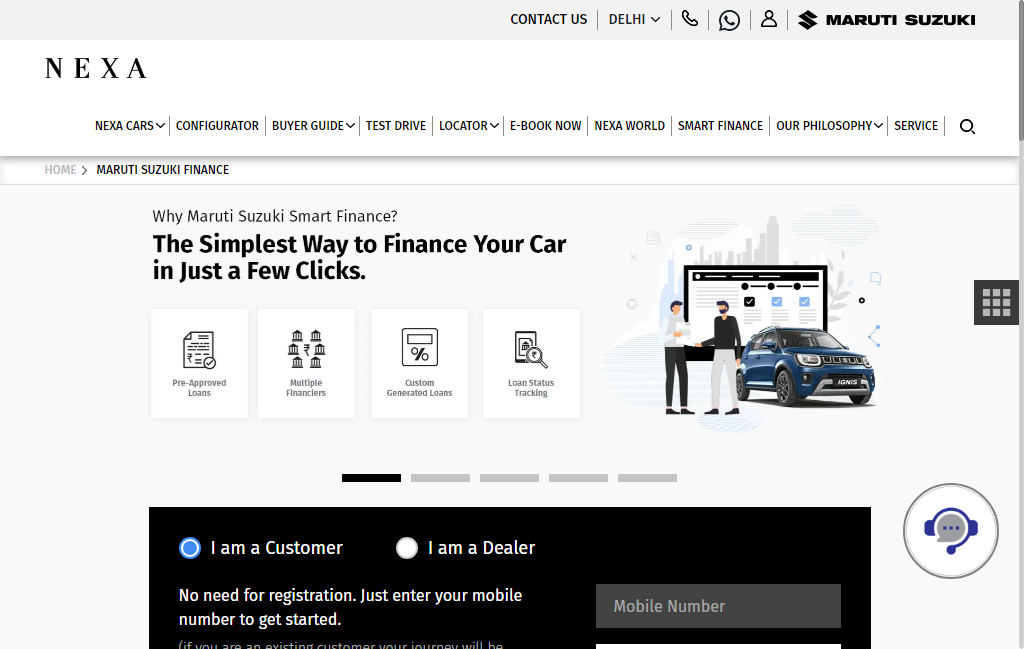 CONTACT US
DELHI
MARUTI SUZUKI
NEXA
NEXA CARS
CONFIGURATOR
BUYER GUIDE
TEST DRIVE
LOCATOR
E-BOOK NOW
NEXA WORLD
SMART FINANCE
OUR PHILOSOPHY
SERVICE
HOME
MARUTI SUZUKI FINANCE
Why Maruti Suzuki Smart Finance?
The Simplest Way to Finance Your Car
in Just a Few Clicks.
Pre-Approved
Loans
Multiple
Financiers
Custom
Generated Loans
Loan Status
Tracking
IGNIS
I am a Customer
I am a Dealer
No need for registration. Just enter your mobile
number to get started.
(if you are an existing customer your journey will be
Mobile Number